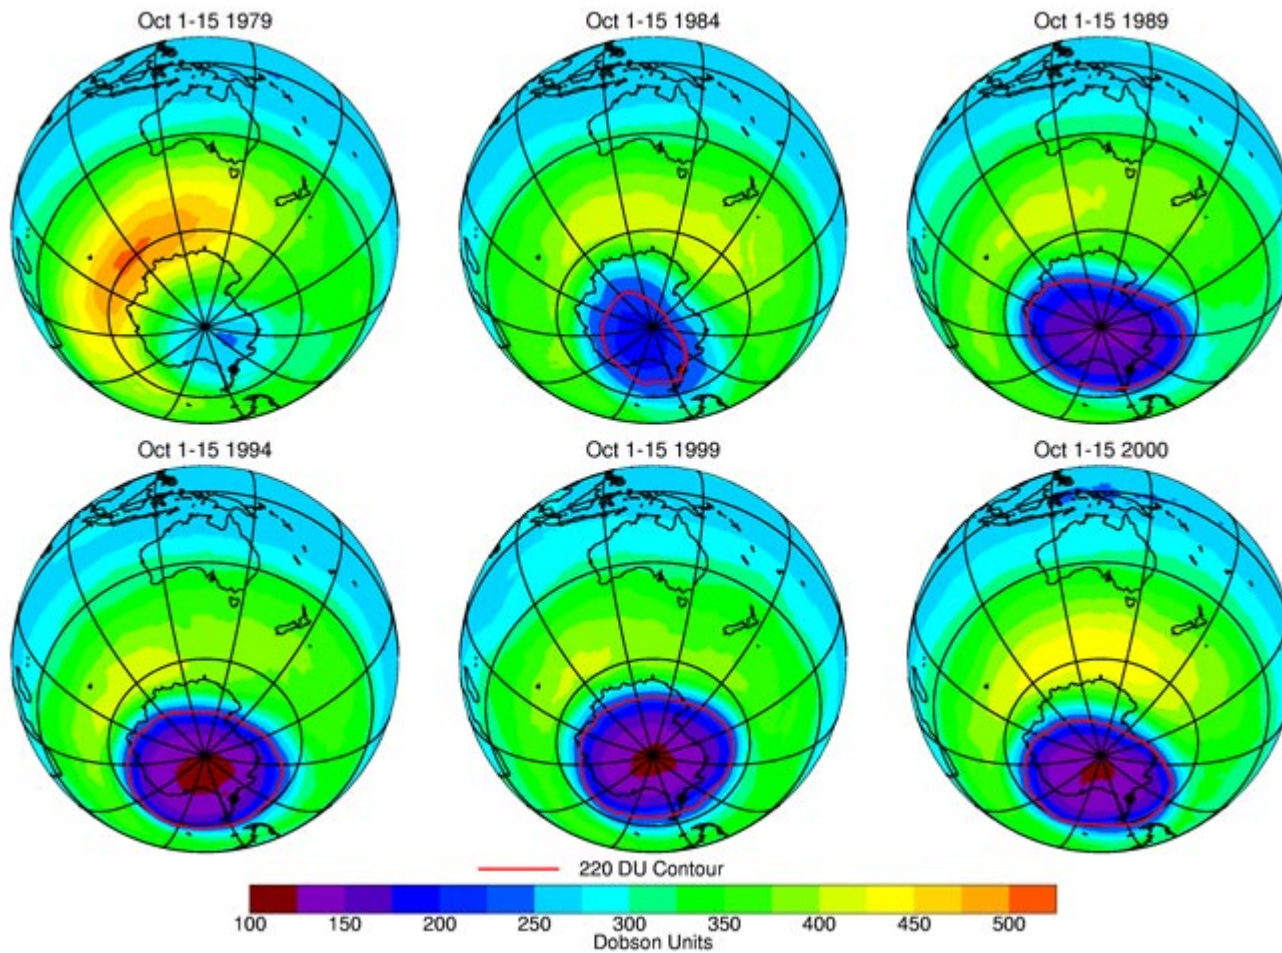 Oct 1-15 1979
Oct 1-15 1984
Oct 1-15 1989
Oct 1-15 1994
Oct 1-15 1999
Oct 1-15 2000
220 DU Contour
100 150 200 250 300 350 400 450 500
Dobson Units